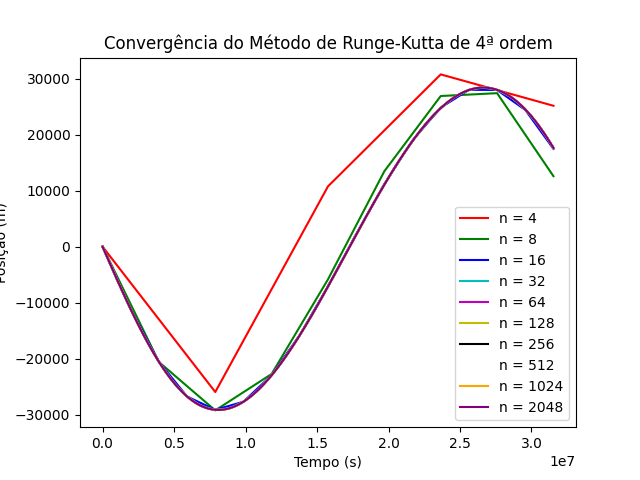 Convergência do Método de Runge-Kutta de 4ª ordem
30000
20000
10000
0
−10000
−20000
−30000
Posição (m)
n = 4
n = 8
n = 16
n = 32
n = 64
n = 128
n = 256
n = 512
n = 1024
n = 2048
0.0
0.5
1.0
1.5
2.0
2.5
3.0
1e7
Tempo (s)